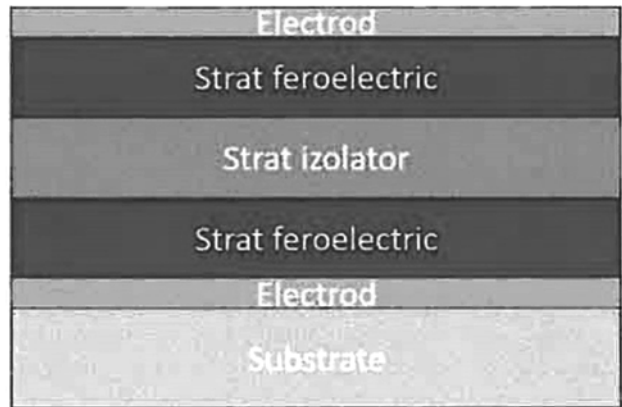 Electrod
Strat feroelectric
Strat izolator
Strat feroelectric
Electrod
Substrate